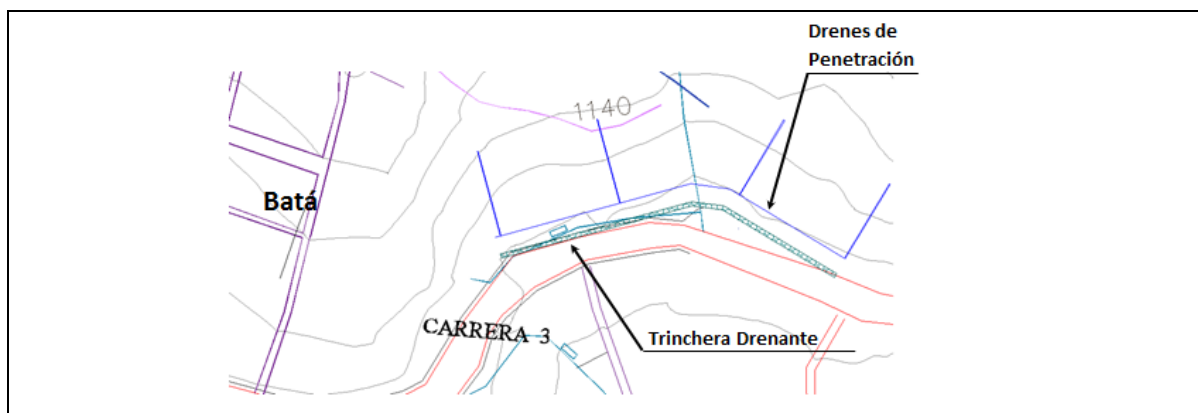 Drenes de
Penetración
1140
Batá
CARRERA 3
Trinchera Drenante